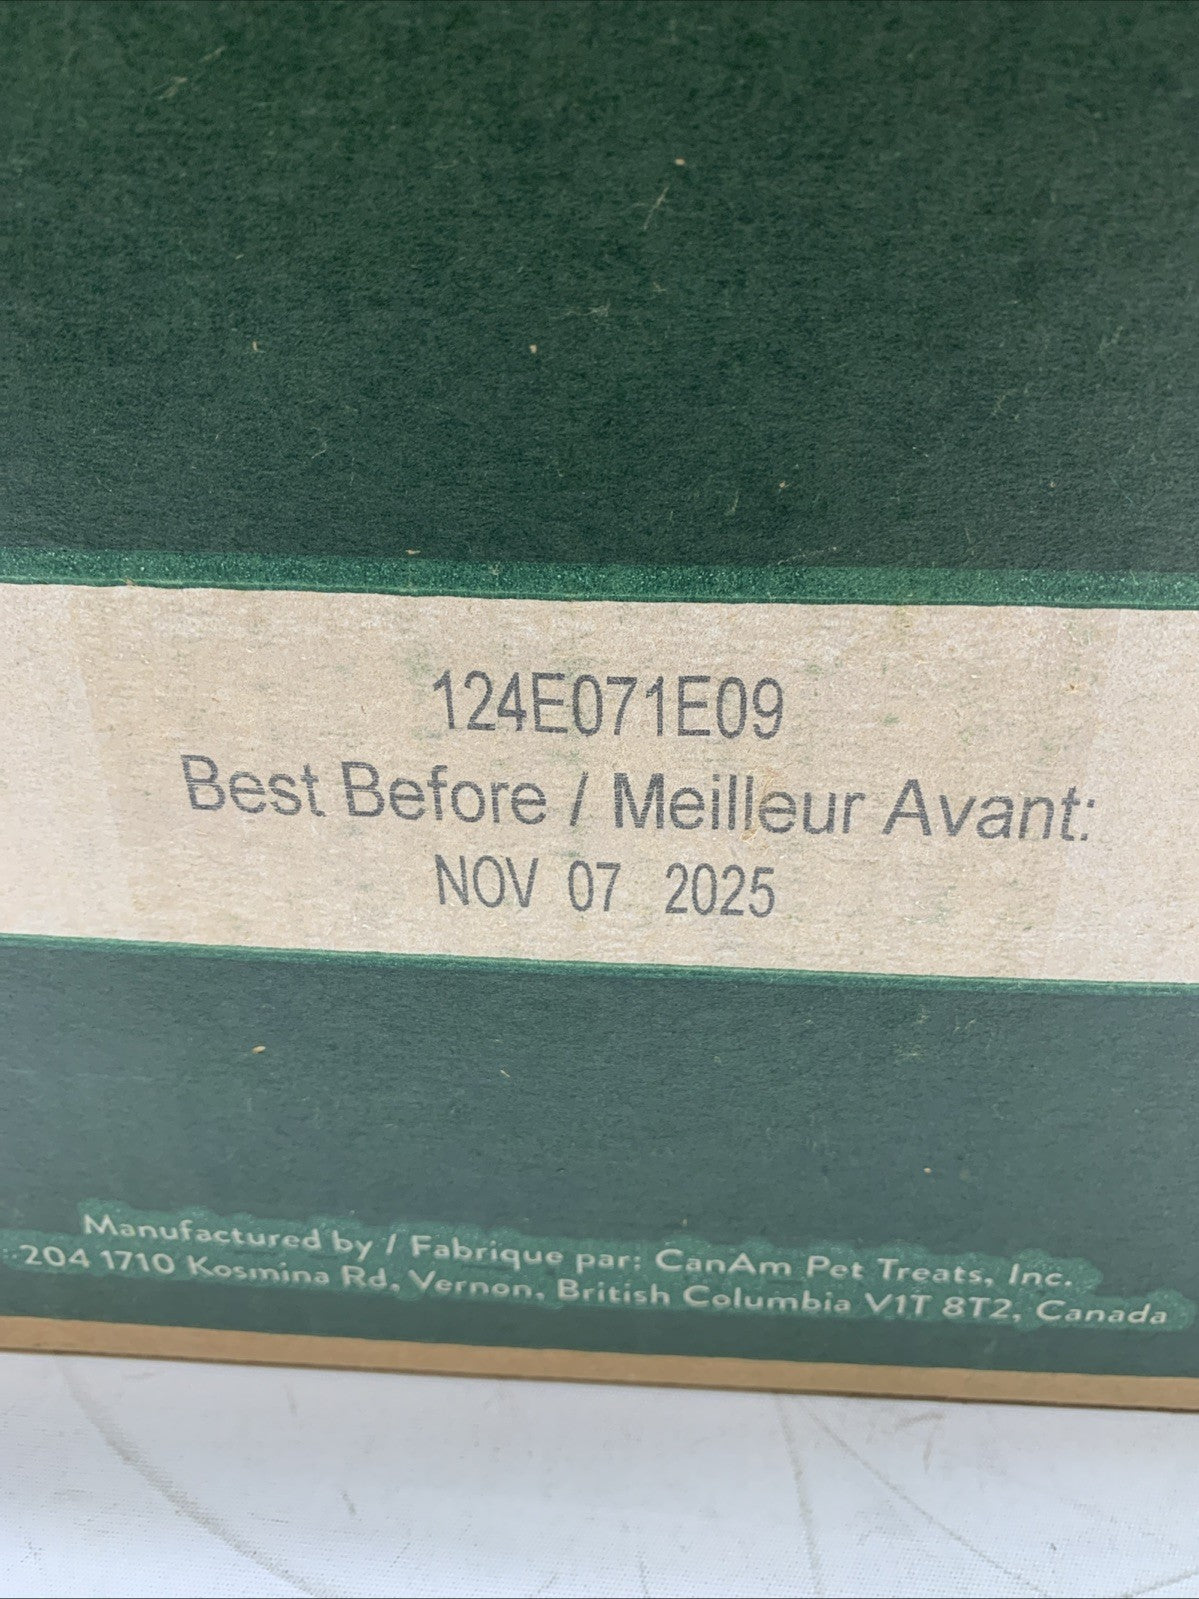 124E071E09
Best Before / Meilleur Avant:
NOV 07 2025
Manufactured by / Fabrique par: CanAm Pet Treats, Inc.
204 1710 Kosmina Rd, Vernon, British Columbia V1T 8T2, Canada